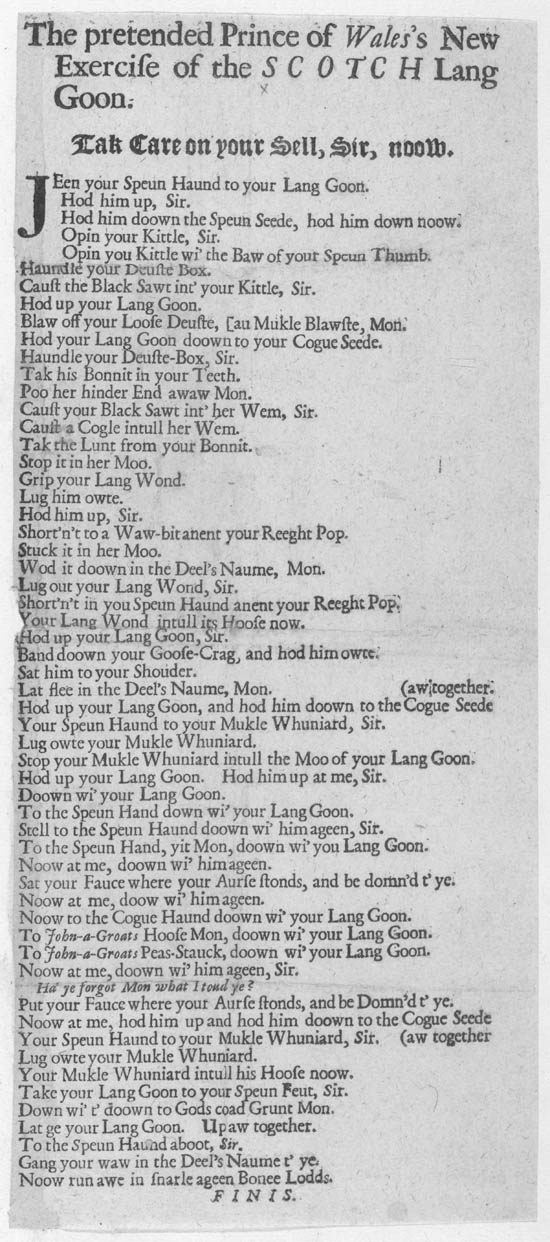 The pretended Prince of Wales's New
Exerciſe of the SCOTCH Lang
Goon.
Tak Care on your Sell, Sir, noow.
JEen your Speun Haund to your Lang Goon.
Hod him up, Sir.
Hod him doown the Speun Seede, hod him down noow.
Opin your Kittle, Sir.
Opin you Kittle wi' the Baw of your Speun Thumb.
Haundle your Deuſte Box.
Cauſt the Black Sawt int' your Kittle, Sir.
Hod up your Lang Goon.
Blaw off your Looſe Deuſte, [au Mukle Blawſte, Mon.
Hod your Lang Goon doown to your Cogue Seede.
Haundle your Deuſte-Box, Sir.
Tak his Bonnit in your Teeth.
Poo her hinder End awaw Mon.
Cauſt your Black Sawt int' her Wem, Sir.
Cauſt a Cogle intull her Wem.
Tak the Lunt from your Bonnit.
Stop it in her Moo.
Grip your Lang Wond.
Lug him owte.
Hod him up, Sir.
Short'n't to a Waw-bit anent your Reeght Pop.
Stuck it in her Moo.
Wod it doown in the Deel's Naume, Mon.
Lug out your Lang Wond, Sir.
Short'n't in you Speun Haund anent your Reeght Pop.
Your Lang Wond intull its Hooſe now.
Hod up your Lang Goon, Sir.
Band doown your Gooſe-Crag, and hod him owte.
Sat him to your Shouder.
Lat flee in the Deel's Naume, Mon. (aw together.
Hod up your Lang Goon, and hod him doown to the Cogue Seede
Your Speun Haund to your Mukle Whuniard, Sir.
Lug owte your Mukle Whuniard.
Stop your Mukle Whuniard intull the Moo of your Lang Goon.
Hod up your Lang Goon. Hod him up at me, Sir.
Doown wi' your Lang Goon.
To the Speun Hand down wi' your Lang Goon.
Stell to the Speun Haund doown wi' him ageen, Sir.
To the Speun Hand, yit Mon, doown wi' you Lang Goon.
Noow at me, doown wi' him ageen.
Sat your Fauce where your Aurſe ſtonds, and be domn'd t' ye.
Noow at me, doow wi' him ageen.
Noow to the Cogue Haund doown wi' your Lang Goon.
To John-a-Groats Hooſe Mon, doown wi' your Lang Goon.
To John-a-Groats Peas-Stauck, doown wi' your Lang Goon.
Noow at me, doown wi' him ageen, Sir.
Ha' ye forgot Mon what I toud ye?
Put your Fauce where your Aurſe ſtonds, and be Domn'd t' ye.
Noow at me, hod him up and hod him doown to the Cogue Seede
Your Speun Haund to your Mukle Whuniard, Sir. (aw together
Lug owte your Mukle Whuniard.
Your Mukle Whuniard intull his Hooſe noow.
Take your Lang Goon to your Speun Feut, Sir.
Down wi' t' doown to Gods coad Grunt Mon.
Lat ge your Lang Goon. Up aw together.
To the Speun Haund aboot, Sir.
Gang your waw in the Deel's Naume t' ye.
Noow run awe in ſnarle ageen Bonee Lodds.
FINIS.